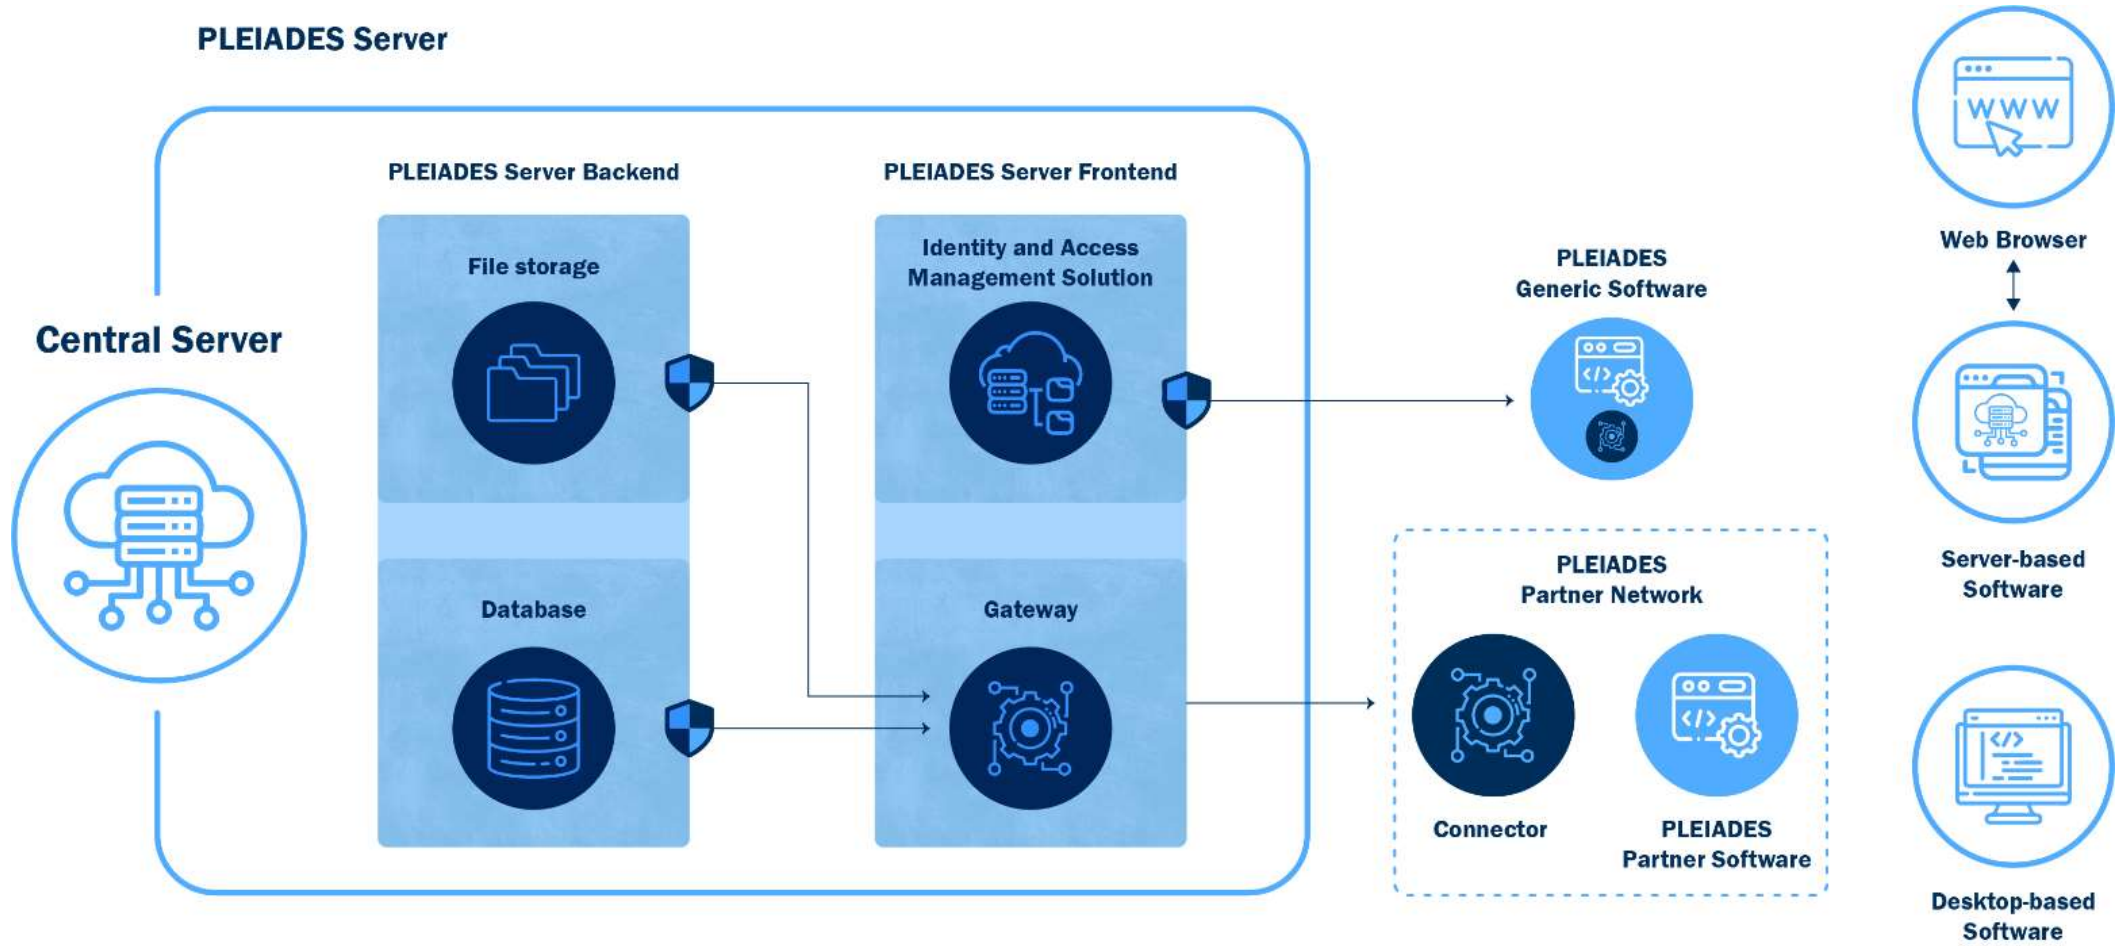 PLEIADES Server
PLEIADES Server Backend
PLEIADES Server Frontend
Central Server
File storage
Database
Identity and Access
Management Solution
Gateway
PLEIADES
Generic Software
</>
PLEIADES
Partner Network
Connector
</>
PLEIADES
Partner Software
WWW
Web Browser
Server-based
Software
</>
Desktop-based
Software